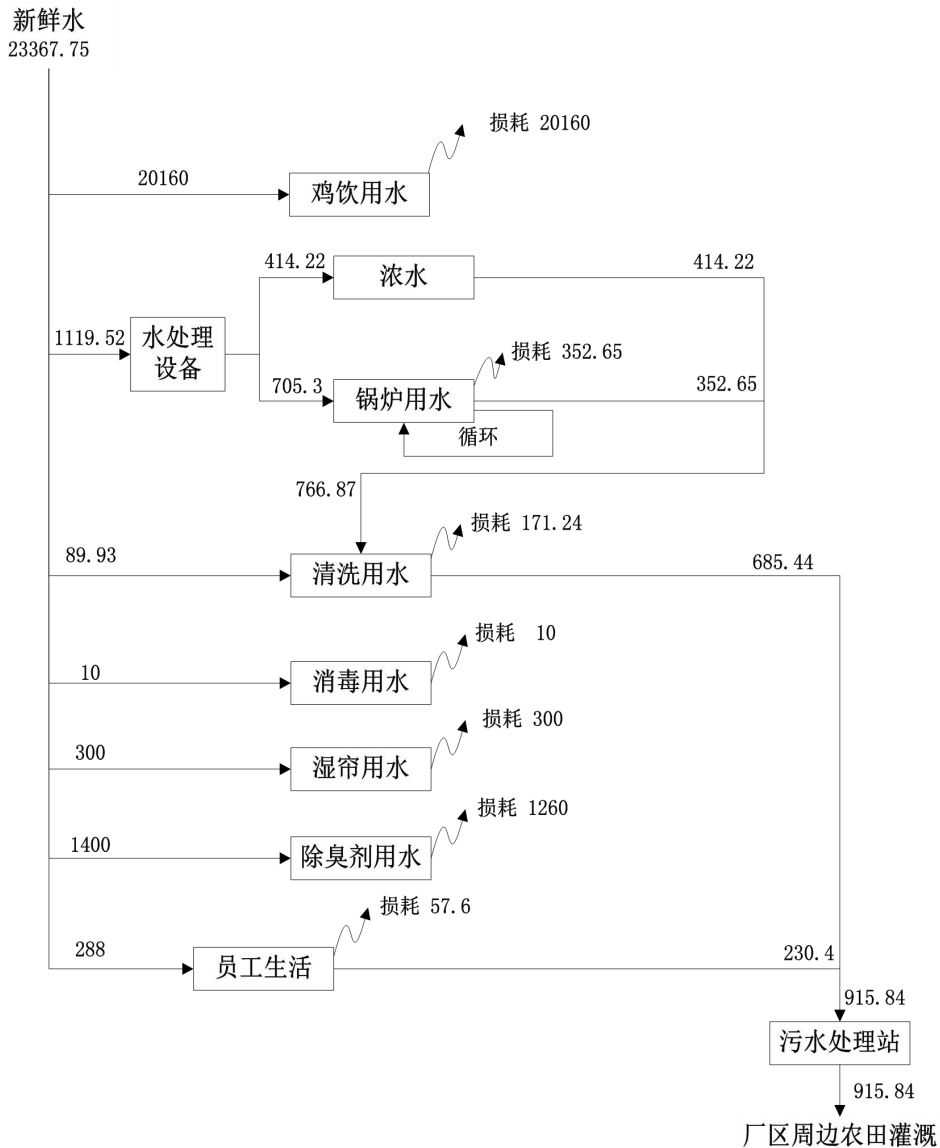 新鲜水
23367.75
损耗 20160
20160
鸡饮用水
414.22
浓水
414.22
1119.52
水处理
设备
损耗 352.65
705.3
锅炉用水
352.65
循环
766.87
损耗 171.24
89.93
清洗用水
685.44
损耗 10
10
消毒用水
损耗 300
300
湿帘用水
损耗 1260
1400
除臭剂用水
损耗 57.6
288
员工生活
230.4
915.84
污水处理站
915.84
厂区周边农田灌溉